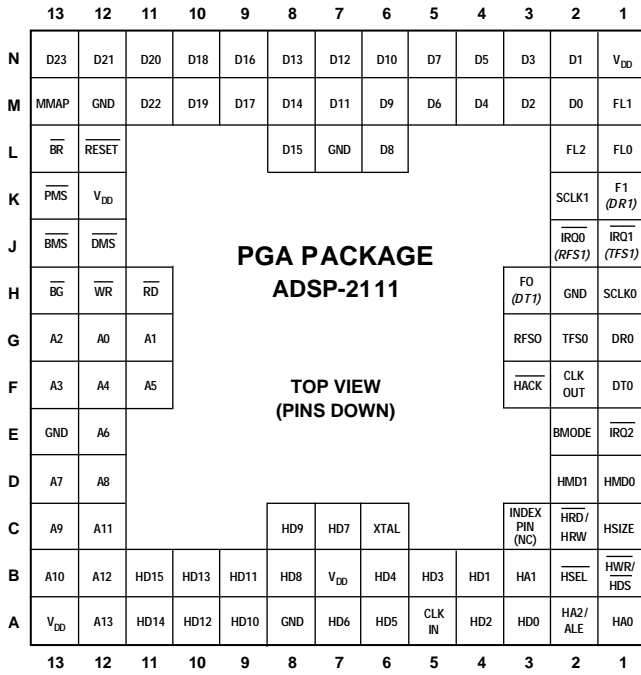 13 12 11 10 9 8 7 6 5 4 3 2 1
N D23 D21 D20 D18 D16 D13 D12 D10 D7 D5 D3 D1 VDD
M MMAP GND D22 D19 D17 D14 D11 D9 D6 D4 D2 D0 FL1
L BR RESET D15 GND D8 FL2 FL0
K PMS VDD SCLK1 F1 (DR1)
J BMS DMS IRQ0 (RFS1) IRQ1 (TFS1)
PGA PACKAGE
ADSP-2111
H BG WR RD FO (DT1) GND SCLK0
G A2 A0 A1 RFSO TFS0 DR0
F A3 A4 A5 HACK CLK OUT DT0
TOP VIEW
(PINS DOWN)
E GND A6 BMODE IRQ2
D A7 A8 HMD1 HMD0
C A9 A11 HD9 HD7 XTAL INDEX PIN (NC) HRD/ HRW HSIZE
B A10 A12 HD15 HD13 HD11 HD8 VDD HD4 HD3 HD1 HA1 HSEL HWR/ HDS
A VDD A13 HD14 HD12 HD10 GND HD6 HD5 CLK IN HD2 HD0 HA2/ ALE HA0
13 12 11 10 9 8 7 6 5 4 3 2 1